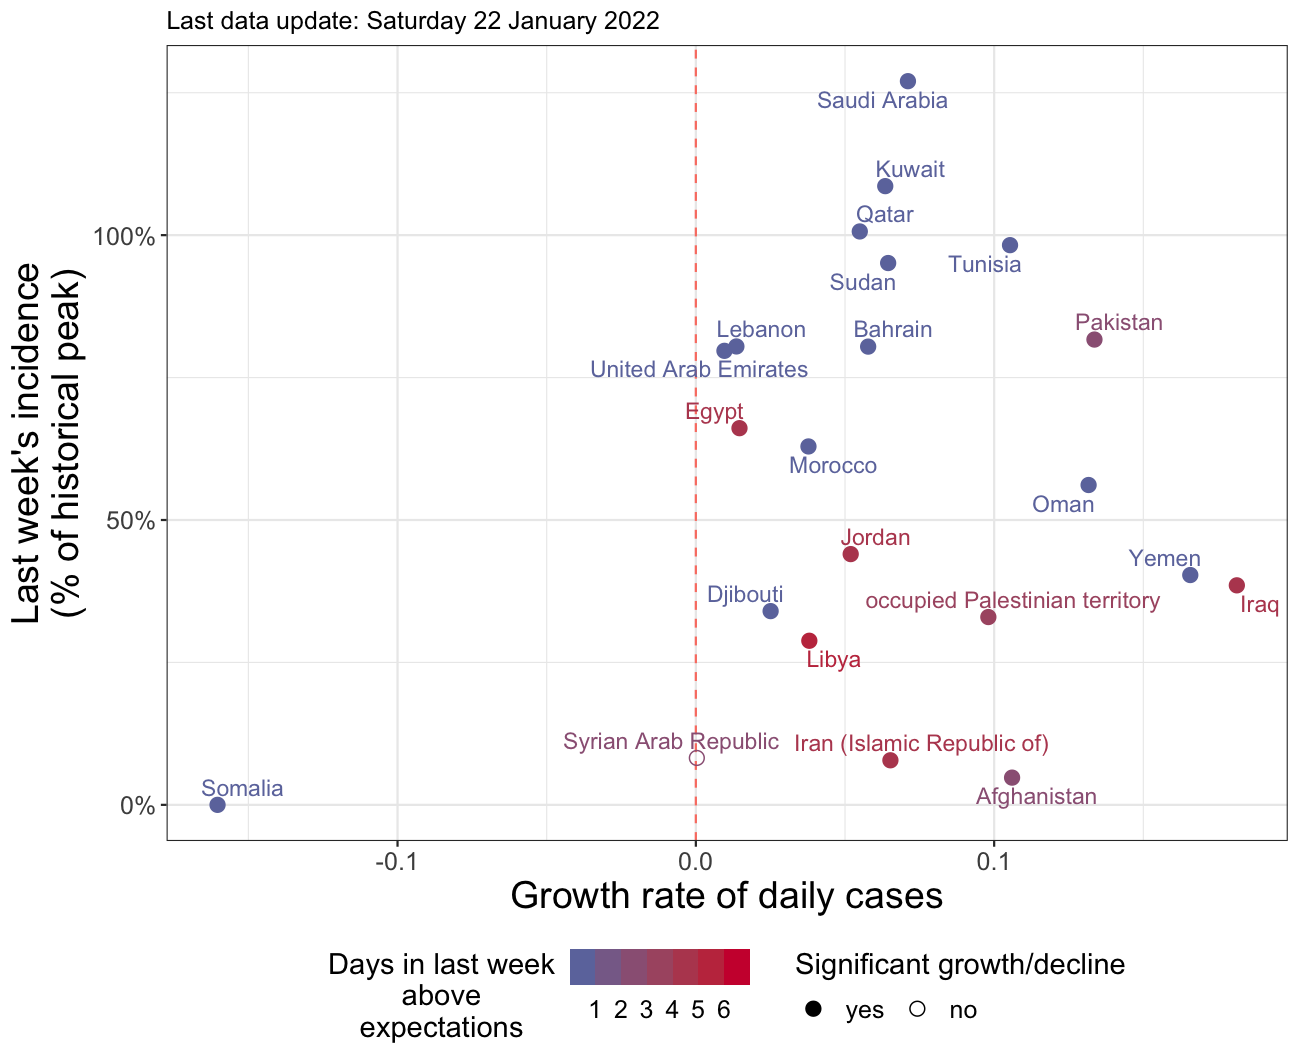 Last data update: Saturday 22 January 2022
Saudi Arabia
Kuwait
Qatar
Tunisia
Sudan
Pakistan
Lebanon
Bahrain
United Arab Emirates
Egypt
Morocco
Oman
Jordan
Yemen
Djibouti
occupied Palestinian territory
Iraq
Libya
Syrian Arab Republic
Iran (Islamic Republic of)
Somalia
Afghanistan
Last week's incidence
(% of historical peak)
100%
50%
0%
-0.1 0.0 0.1
Growth rate of daily cases
Days in last week
above
expectations
1 2 3 4 5 6
Significant growth/decline
yes no